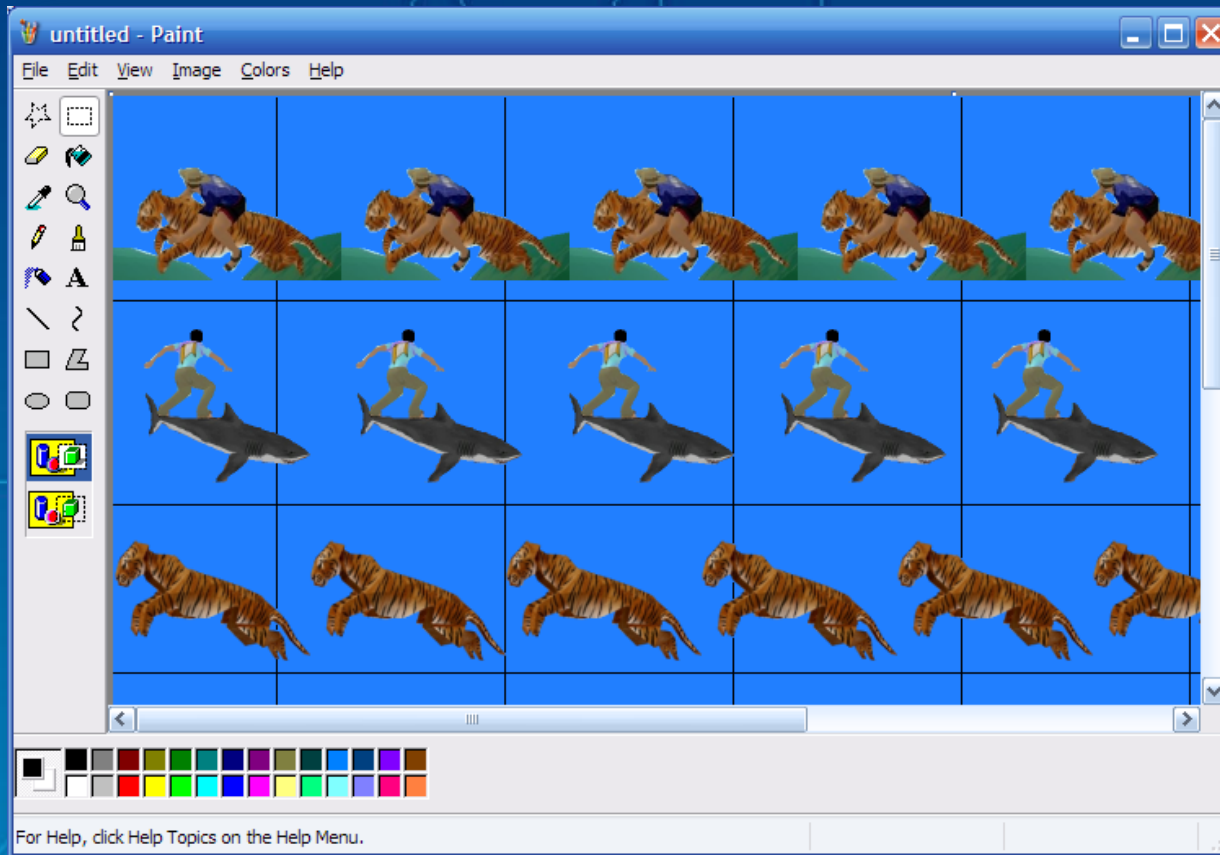 untitled - Paint
File Edit View Image Colors Help
A
For Help, click Help Topics on the Help Menu.